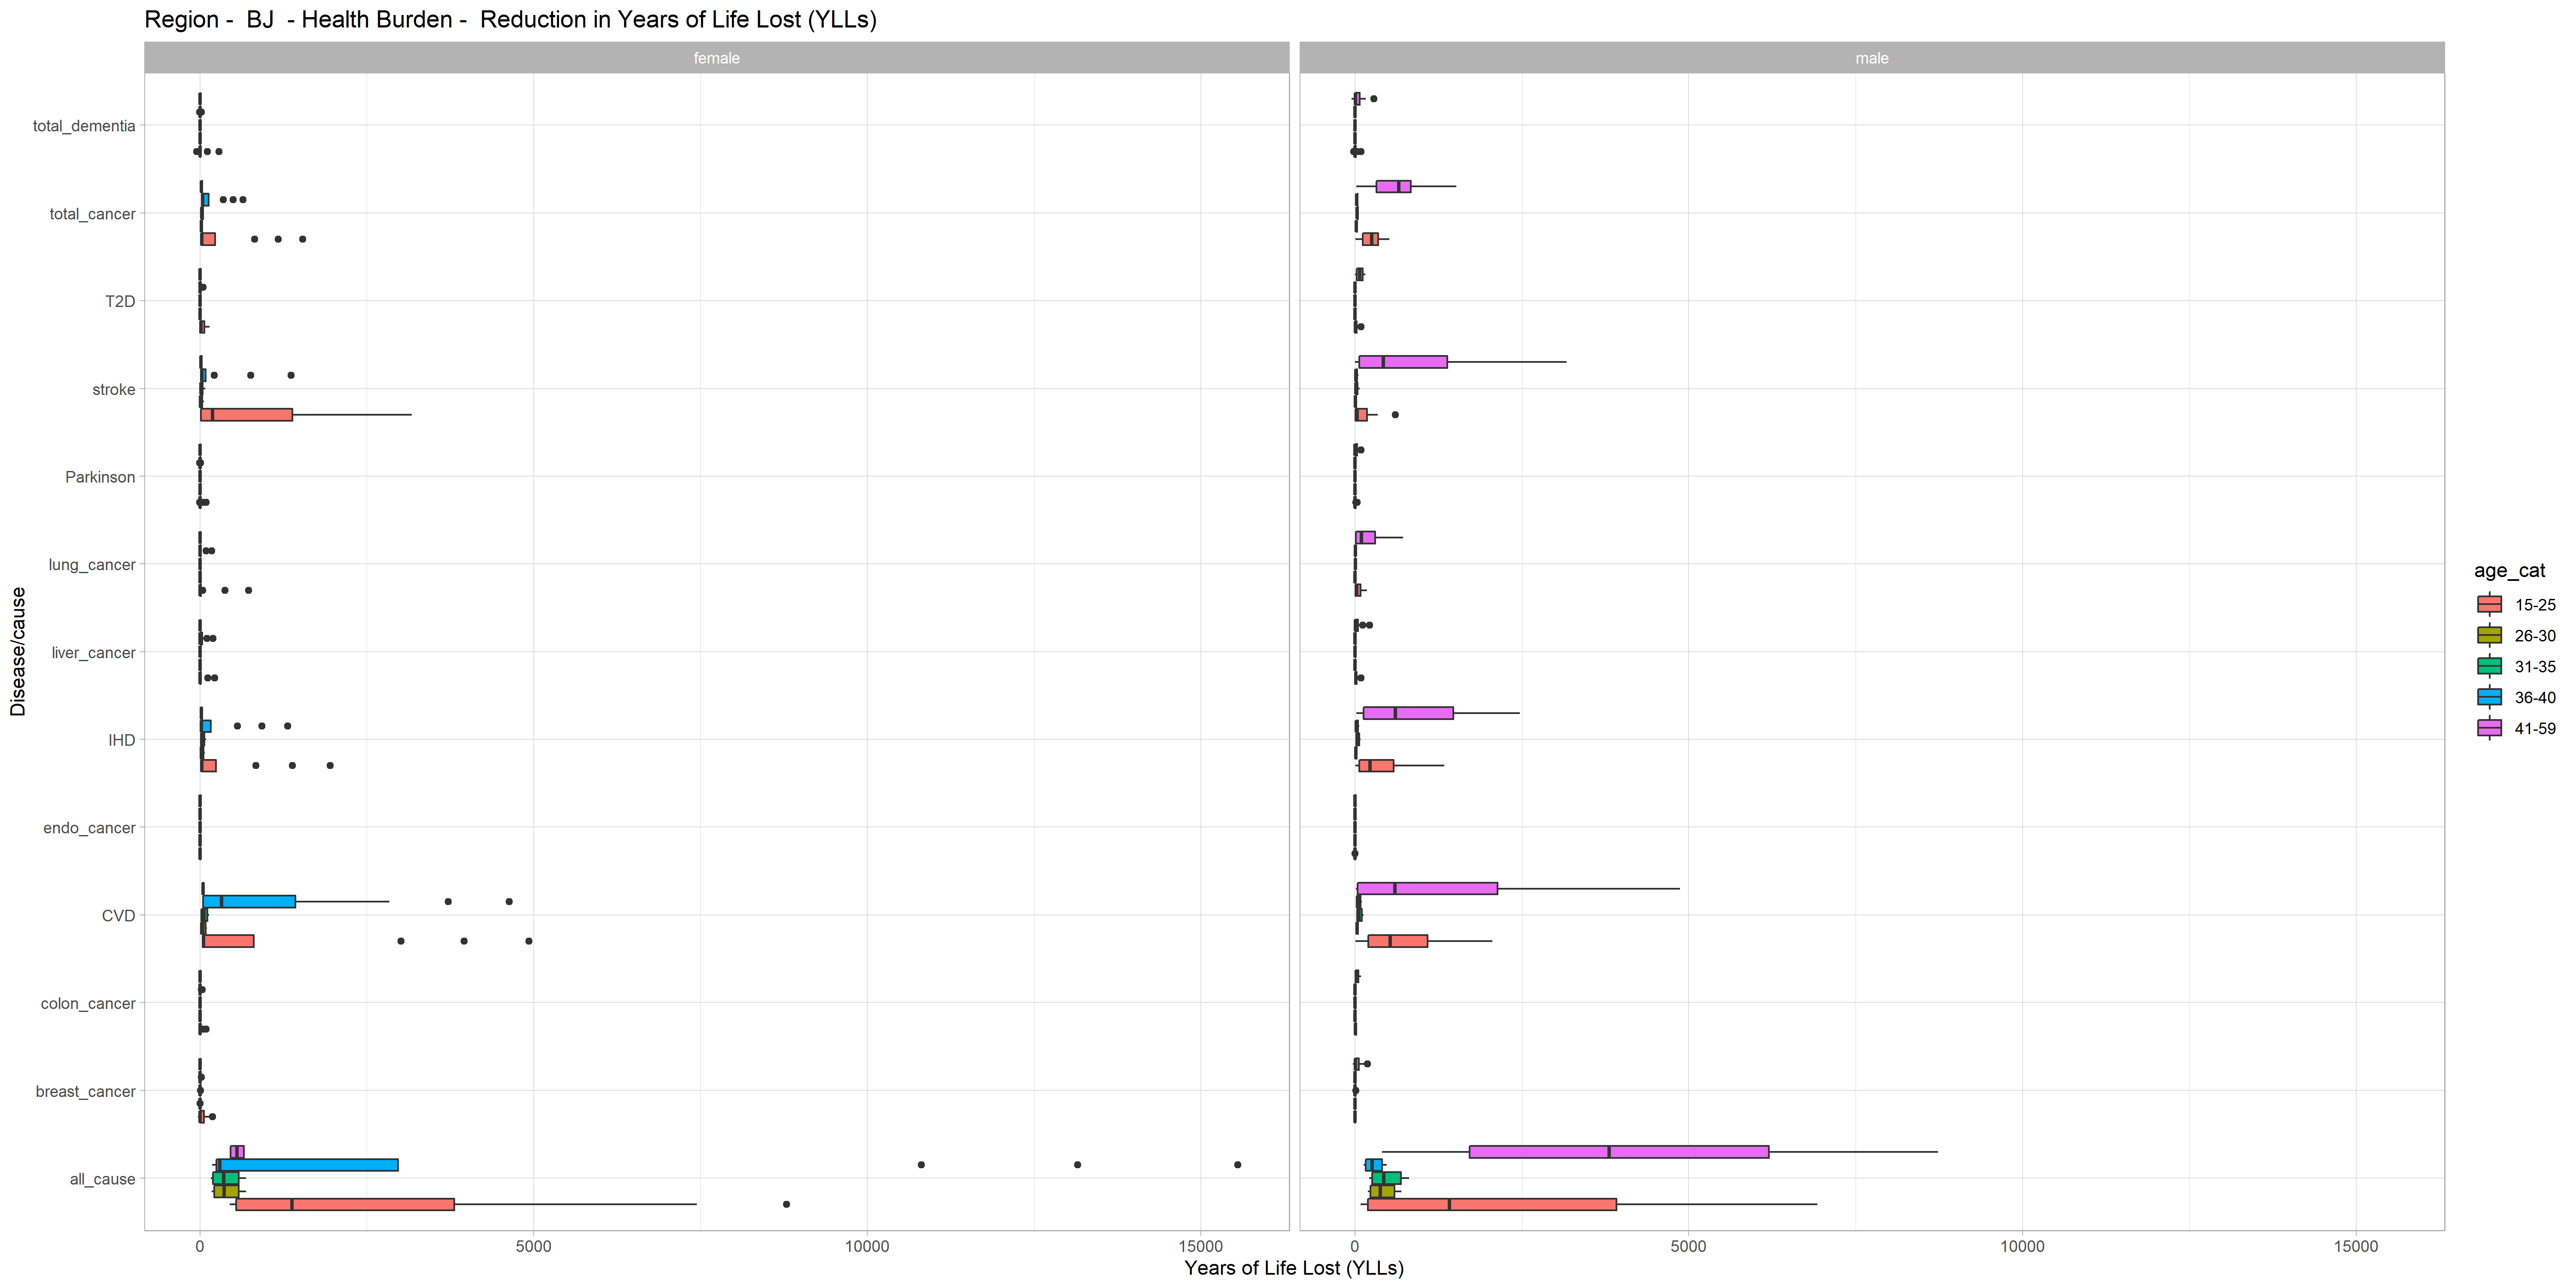 Region -  BJ  - Health Burden -  Reduction in Years of Life Lost (YLLs)
female
male
total_dementia
total_cancer
T2D
stroke
Parkinson
lung_cancer
liver_cancer
IHD
endo_cancer
CVD
colon_cancer
breast_cancer
all_cause
Disease/cause
0
5000
10000
15000
0
5000
10000
15000
Years of Life Lost (YLLs)
age_cat
15-25
26-30
31-35
36-40
41-59